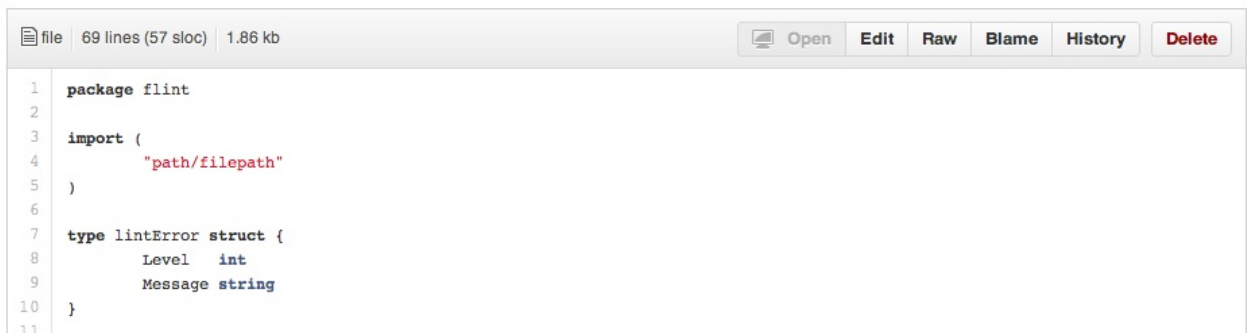 file 69 lines (57 sloc) 1.86 kb Open Edit Raw Blame History Delete
1 package flint
2
3 import (
4 "path/filepath"
5 )
6
7 type lintError struct {
8 Level int
9 Message string
10 }
11